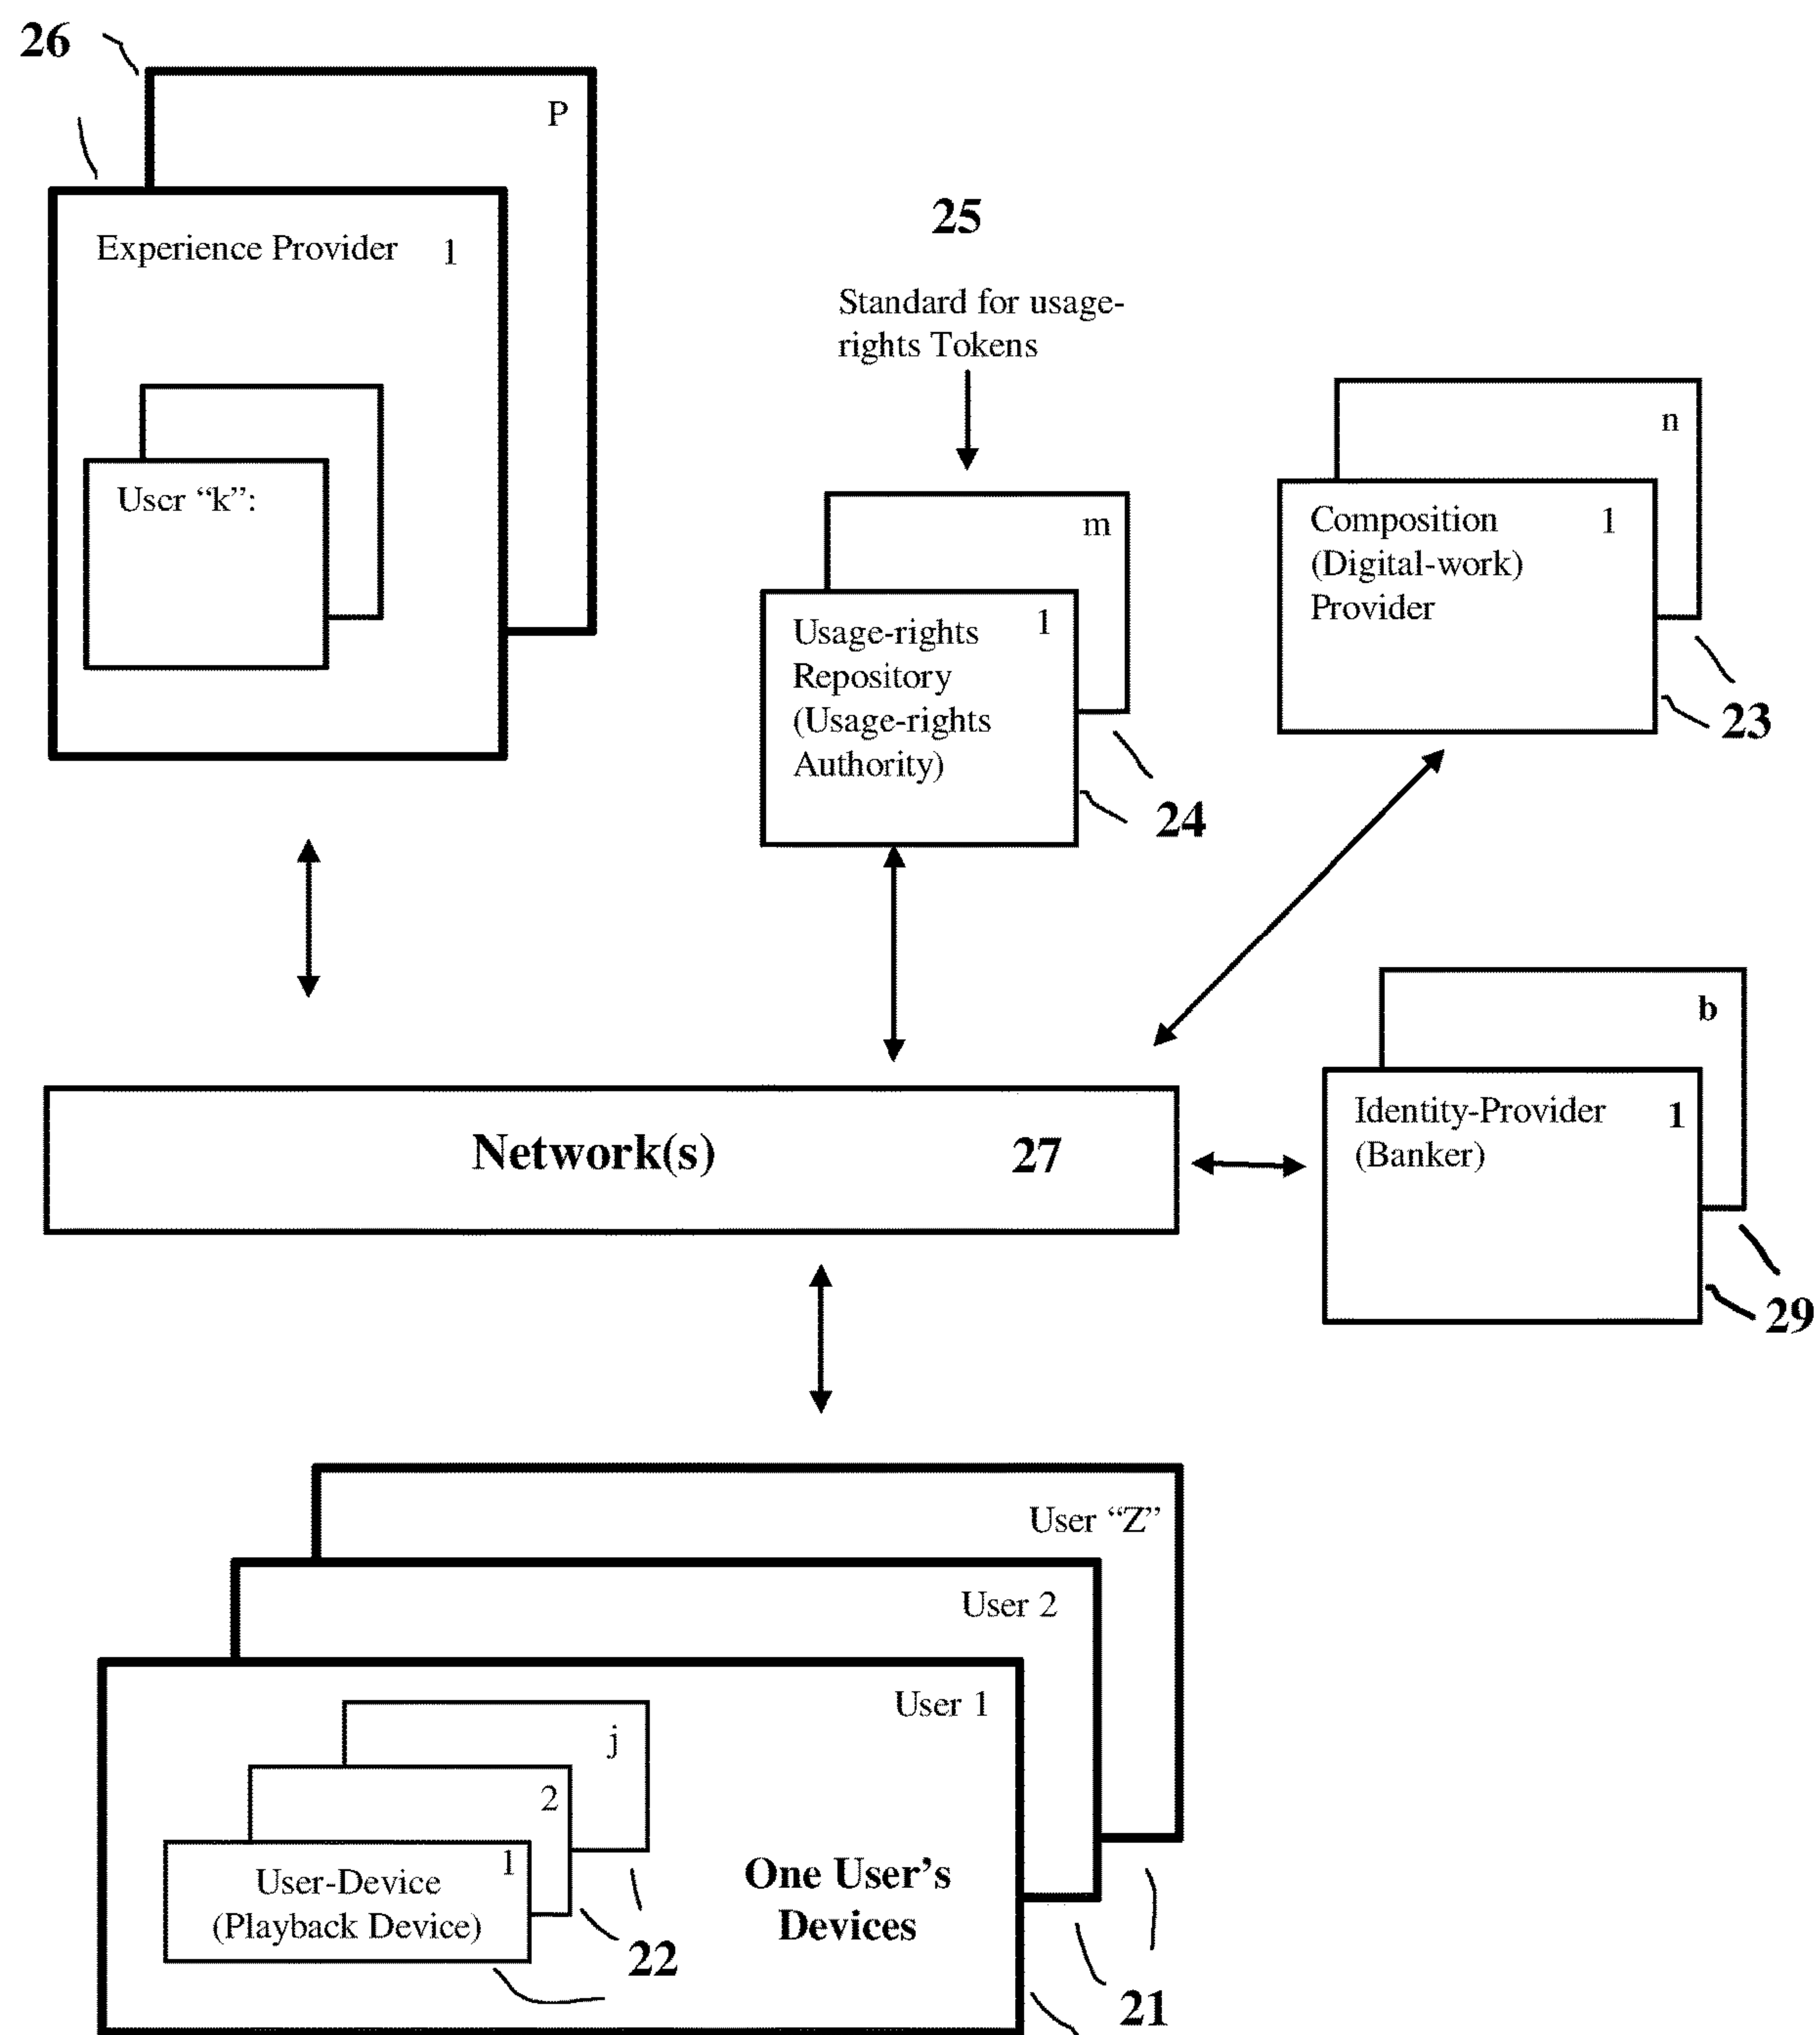 26
P
Experience Provider 1
User “k”:
25
Standard for usage-
rights Tokens
m
1
Usage-rights
Repository
(Usage-rights
Authority)
24
n
Composition 1
(Digital-work)
Provider
23
Network(s) 27
b
Identity-Provider 1
(Banker)
29
User “Z”
User 2
User 1
j
2
1
User-Device
(Playback Device)
22
One User’s
Devices
21